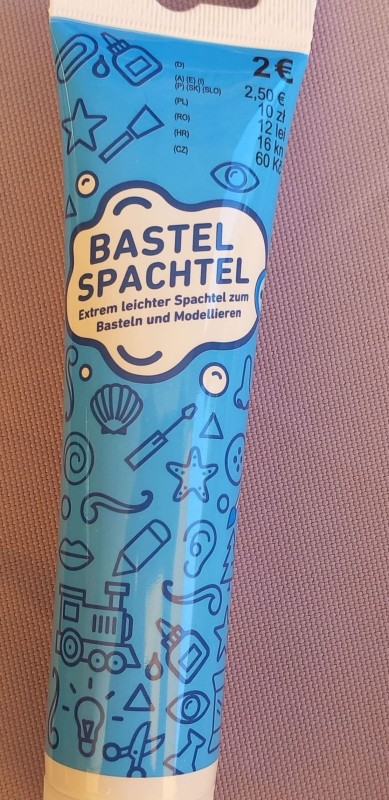 (D) 2 €
(A) (E) (I)
(P) (SK) (SLO) 2,50 €
(PL) 10 zł
(RO) 12 lei
(HR) 16 kn
(CZ) 60 Kč
BASTEL
SPACHTEL
Extrem leichter Spachtel zum
Basteln und Modellieren